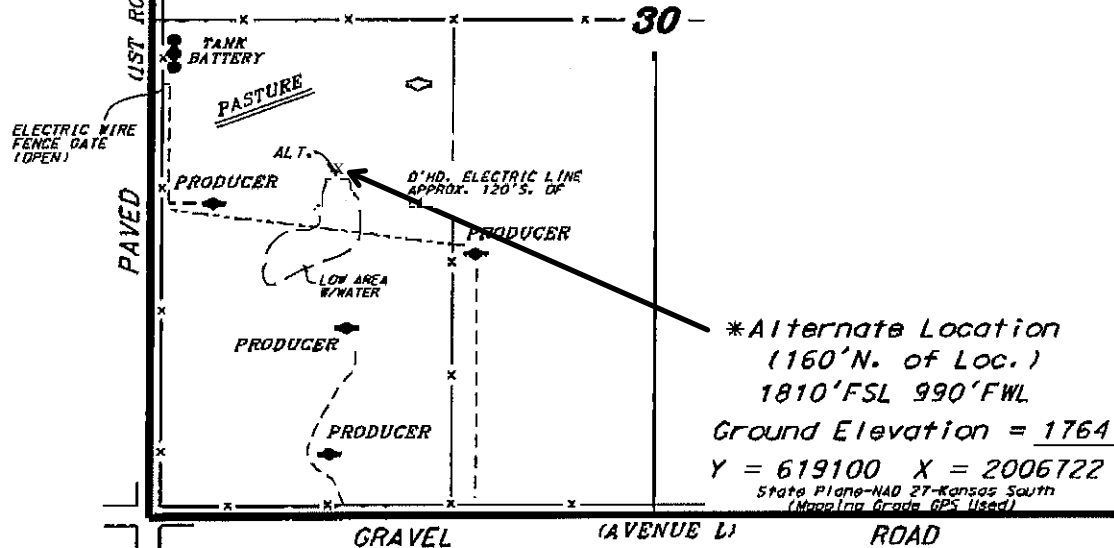 30
(1ST RO
TANK
BATTERY
PASTURE
ELECTRIC WIRE
FENCE GATE
(OPEN)
ALT.
X
O'HD. ELECTRIC LINE
APPROX. 120'S. OF
PRODUCER
PAVED
PRODUCER
LOW AREA
W/WATER
*Alternate Location
(160'N. of Loc.)
PRODUCER
1810'FSL 990'FWL
Ground Elevation = 1764
PRODUCER
Y = 619100 X = 2006722
State Plane-NAD 27-Kansas South
(Mapping Grade GPS Used)
GRAVEL (AVENUE L) ROAD